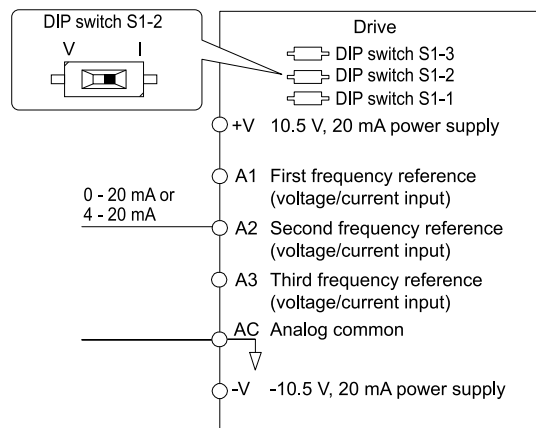 DIP switch S1-2
V I
Drive
DIP switch S1-3
DIP switch S1-2
DIP switch S1-1
+V 10.5 V, 20 mA power supply
A1 First frequency reference
(voltage/current input)
0 - 20 mA or
4 - 20 mA
A2 Second frequency reference
(voltage/current input)
A3 Third frequency reference
(voltage/current input)
AC Analog common
-V -10.5 V, 20 mA power supply